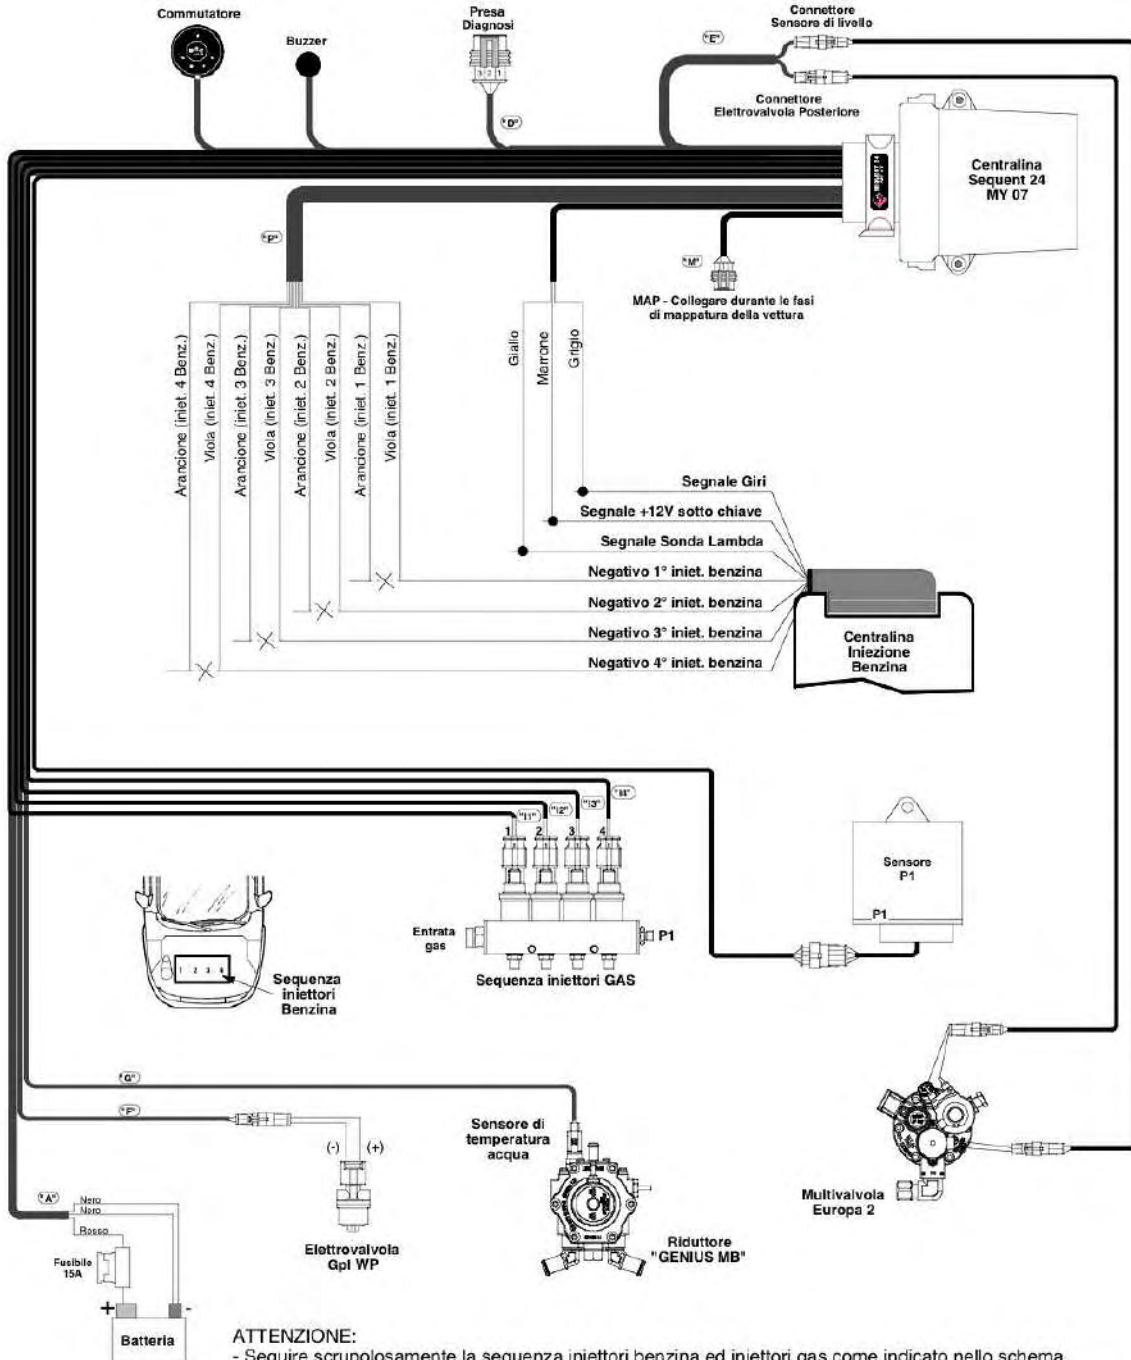 Commutatore
Buzzer
Presa
Diagnosi
3 2 1
"D"
"E"
Connettore
Sensore di livello
Connettore
Elettrovalvola Posteriore
Centralina
Sequent 24
MY 07
SEQUENT 24
"P"
"M"
MAP - Collegare durante le fasi
di mappatura della vettura
Arancione (iniet. 4 Benz.)
Viola (iniet. 4 Benz.)
Arancione (iniet. 3 Benz.)
Viola (iniet. 3 Benz.)
Arancione (iniet. 2 Benz.)
Viola (iniet. 2 Benz.)
Arancione (iniet. 1 Benz.)
Viola (iniet. 1 Benz.)
Giallo
Marrone
Grigio
Segnale Giri
Segnale +12V sotto chiave
Segnale Sonda Lambda
Negativo 1° iniet. benzina
Negativo 2° iniet. benzina
Negativo 3° iniet. benzina
Negativo 4° iniet. benzina
Centralina
Iniezione
Benzina
"I1"
"I2"
"I3"
"I4"
1 2 3 4
Entrata
gas
P1
Sequenza iniettori GAS
Sensore
P1
P1
1 2 3 4
Sequenza
iniettori
Benzina
"G"
"F"
(-) (+)
Elettrovalvola
Gpl WP
Sensore di
temperatura
acqua
Riduttore
"GENIUS MB"
Multivalvola
Europa 2
"A"
Nero
Nero
Rosso
Fusibile
15A
+ -
Batteria
ATTENZIONE:
- Seguire scrupolosamente la sequenza iniettori benzina ed iniettori gas come indicato nello schema.